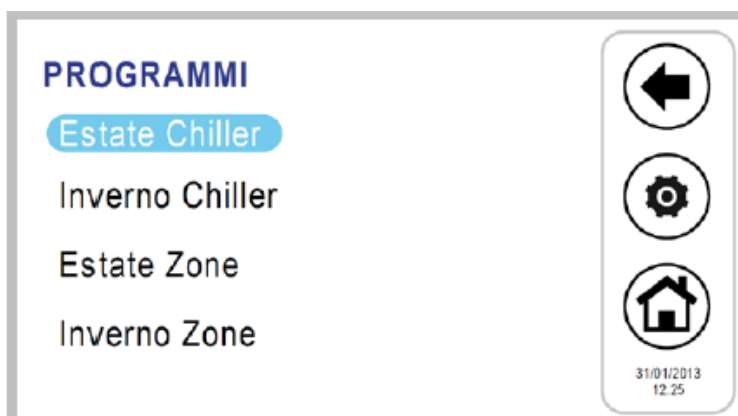 PROGRAMMI
Estate Chiller
Inverno Chiller
Estate Zone
Inverno Zone
31/01/2013
12.25